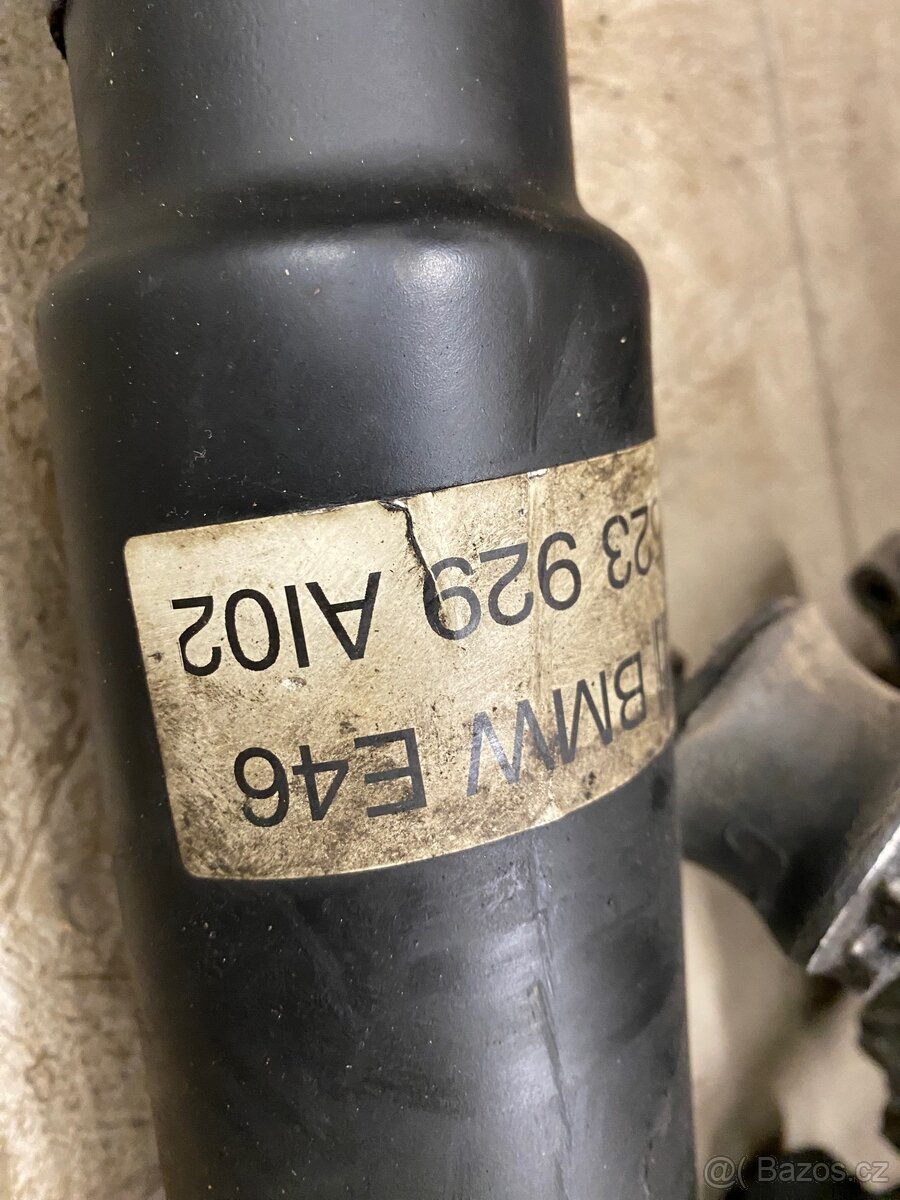 BMW E46
23 929 AI02
@( Bazos.cz